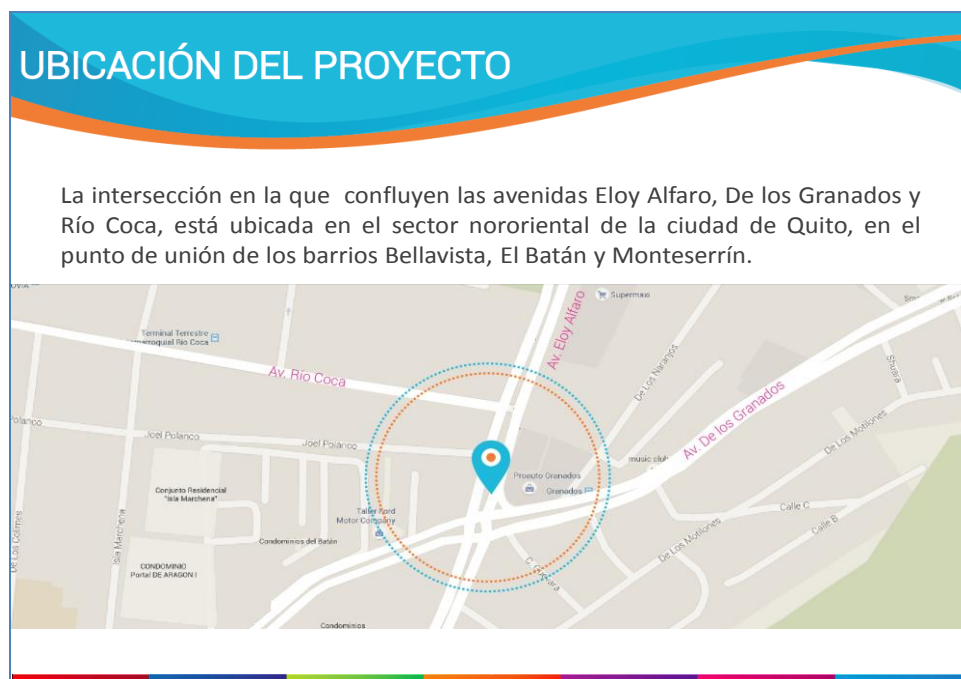 UBICACIÓN DEL PROYECTO
La intersección en la que confluyen las avenidas Eloy Alfaro, De los Granados y
Río Coca, está ubicada en el sector nororiental de la ciudad de Quito, en el
punto de unión de los barrios Bellavista, El Batán y Monteserrín.
Supermaxi
Av. Eloy Alfaro
Terminal Terrestre
Río Coca
Av. Río Coca
De Los Naranjos
Shuara
Av. De los Granados
De Los Motilones
Polanco
Joel Polanco
Joel Polanco
music club
Proauto Granados
Granados
Conjunto Residencial
"Isla Marchena"
Taller Ford
Motor Company
Calle C
Calle B
De Los Colimes
Isla Marchena
Condominios del Batán
De Los Motilones
CONDOMINIO
Portal DE ARAGON I
C. Guevara
Condominios